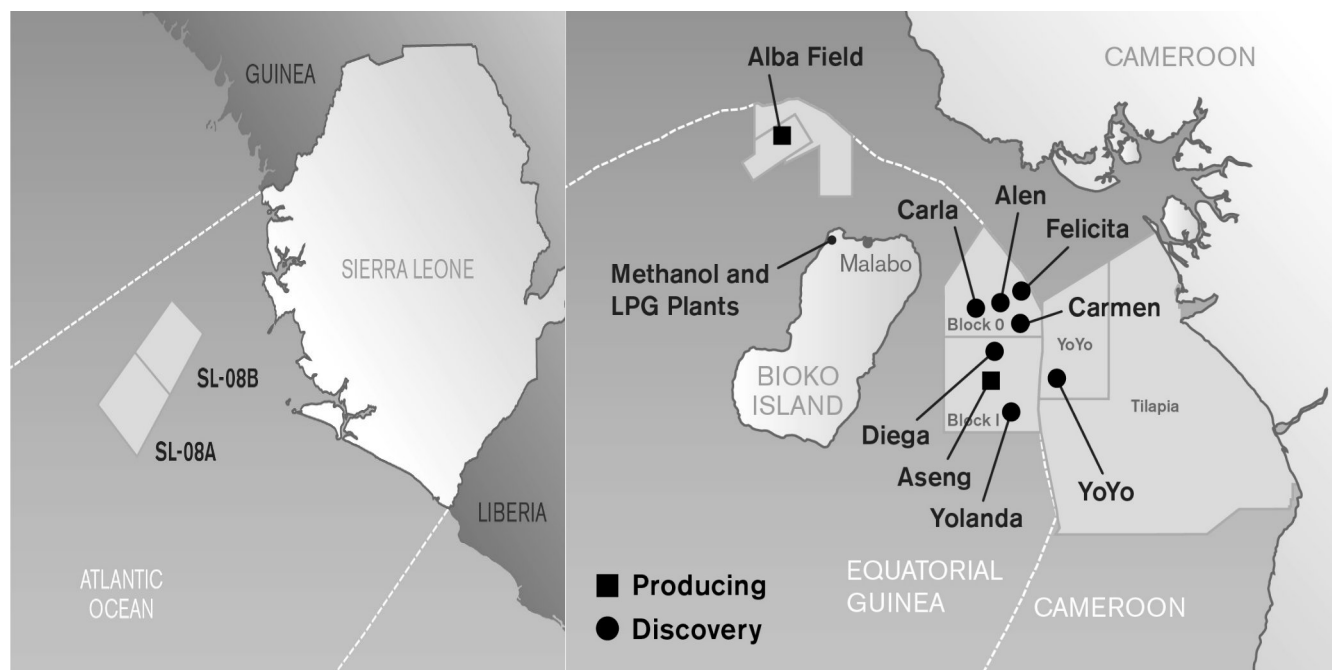 GUINEA
SIERRA LEONE
SL-08B
SL-08A
LIBERIA
ATLANTIC
OCEAN
Alba Field
CAMEROON
Alen
Carla
Felicita
Methanol and
LPG Plants
Malabo
Carmen
Block O
YoYo
BIOKO
ISLAND
Tilapia
Block I
Diega
Aseng
YoYo
Yolanda
EQUATORIAL
GUINEA
CAMEROON
Producing
Discovery